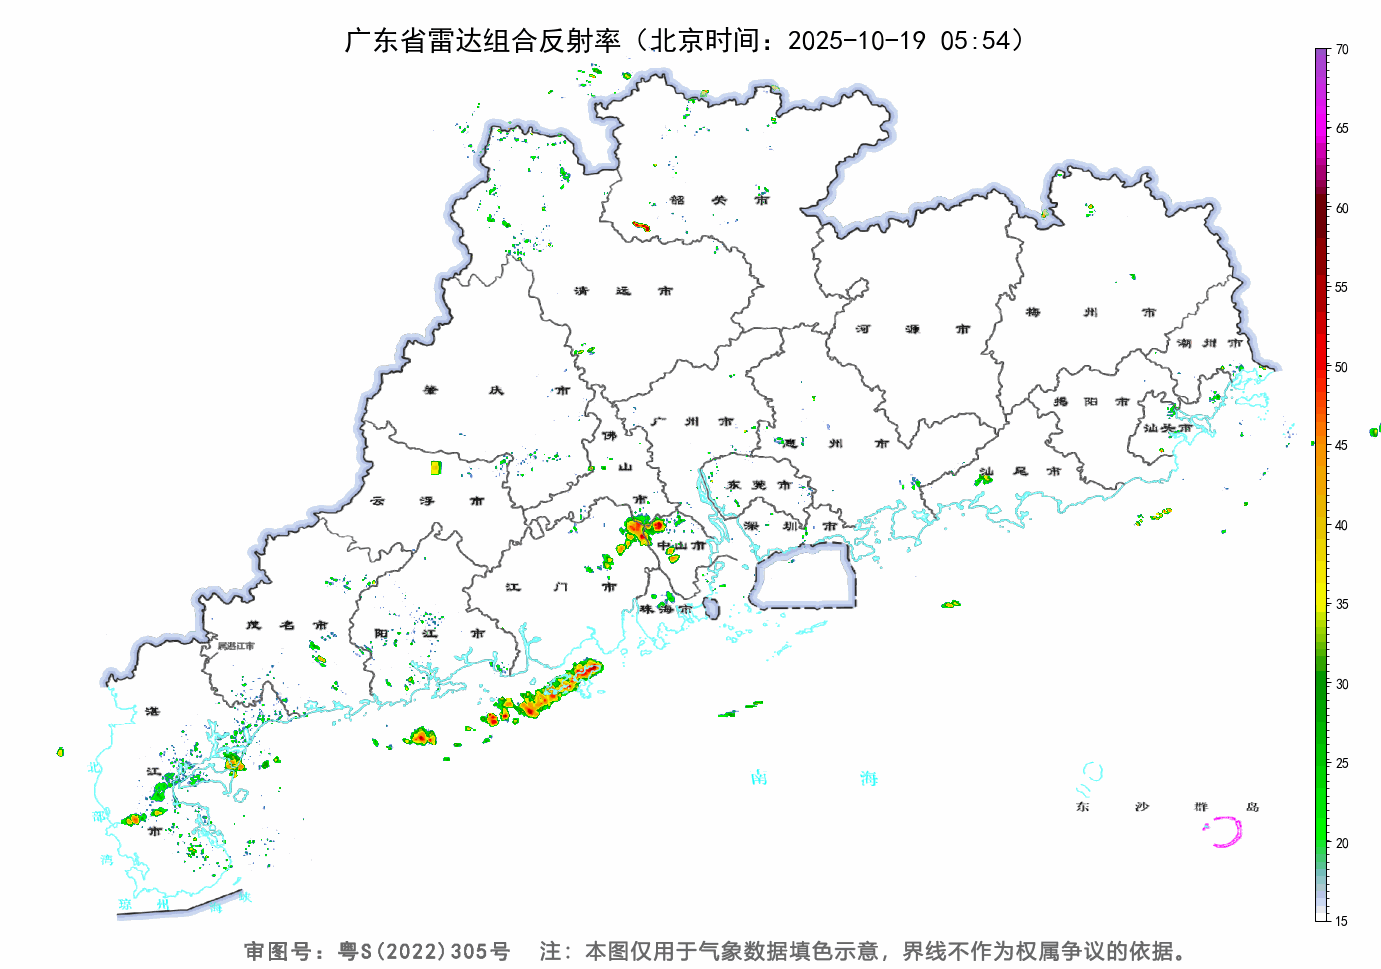 广东省雷达组合反射率（北京时间：2025-10-19 05:54）
70
65
60
55
50
45
40
35
30
25
20
15
韶关市
清远市
河源市
梅州市
潮州市
肇庆市
广州市
揭阳市
汕头市
佛山市
惠州市
汕尾市
云浮市
东莞市
深圳市
中山市
江门市
珠海市
茂名市
阳江市
属湛江市
湛江市
北部湾
南海
东沙群岛
琼州海峡
审图号：粤S(2022)305号 注：本图仅用于气象数据填色示意，界线不作为权属争议的依据。